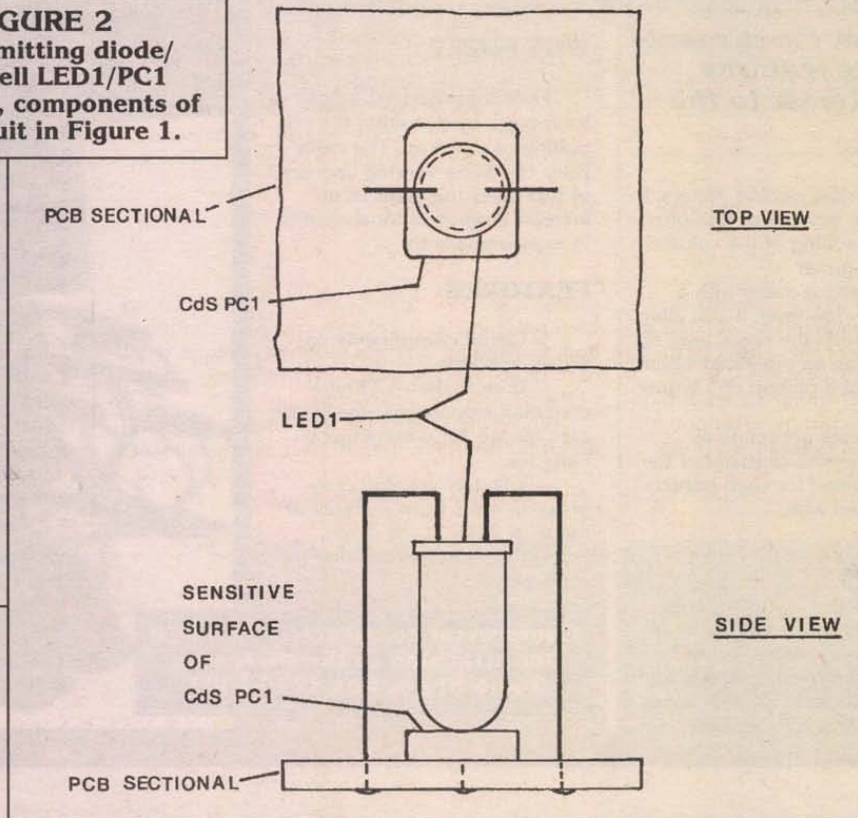 GURE 2
mitting diode/
ell LED1/PC1
, components of
uit in Figure 1.
PCB SECTIONAL
TOP VIEW
CdS PC1
LED1
SENSITIVE
SURFACE
OF
CdS PC1
SIDE VIEW
PCB SECTIONAL